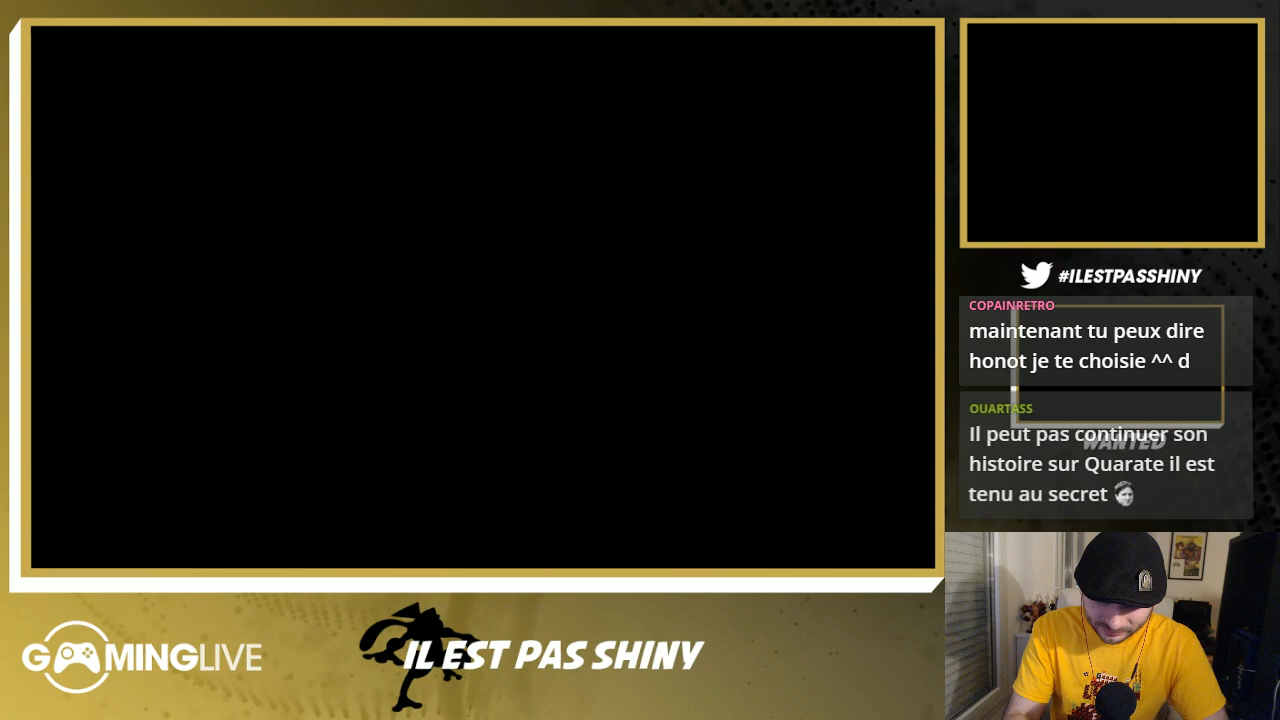 #ILESTPASSHINY
COPAINRETRO
maintenant tu peux dire
honot je te choisie ^^ d
OUARTASS
Il peut pas continuer son
WANTED
histoire sur Quarate il est
tenu au secret
GAMINGLIVE
IL EST PAS SHINY